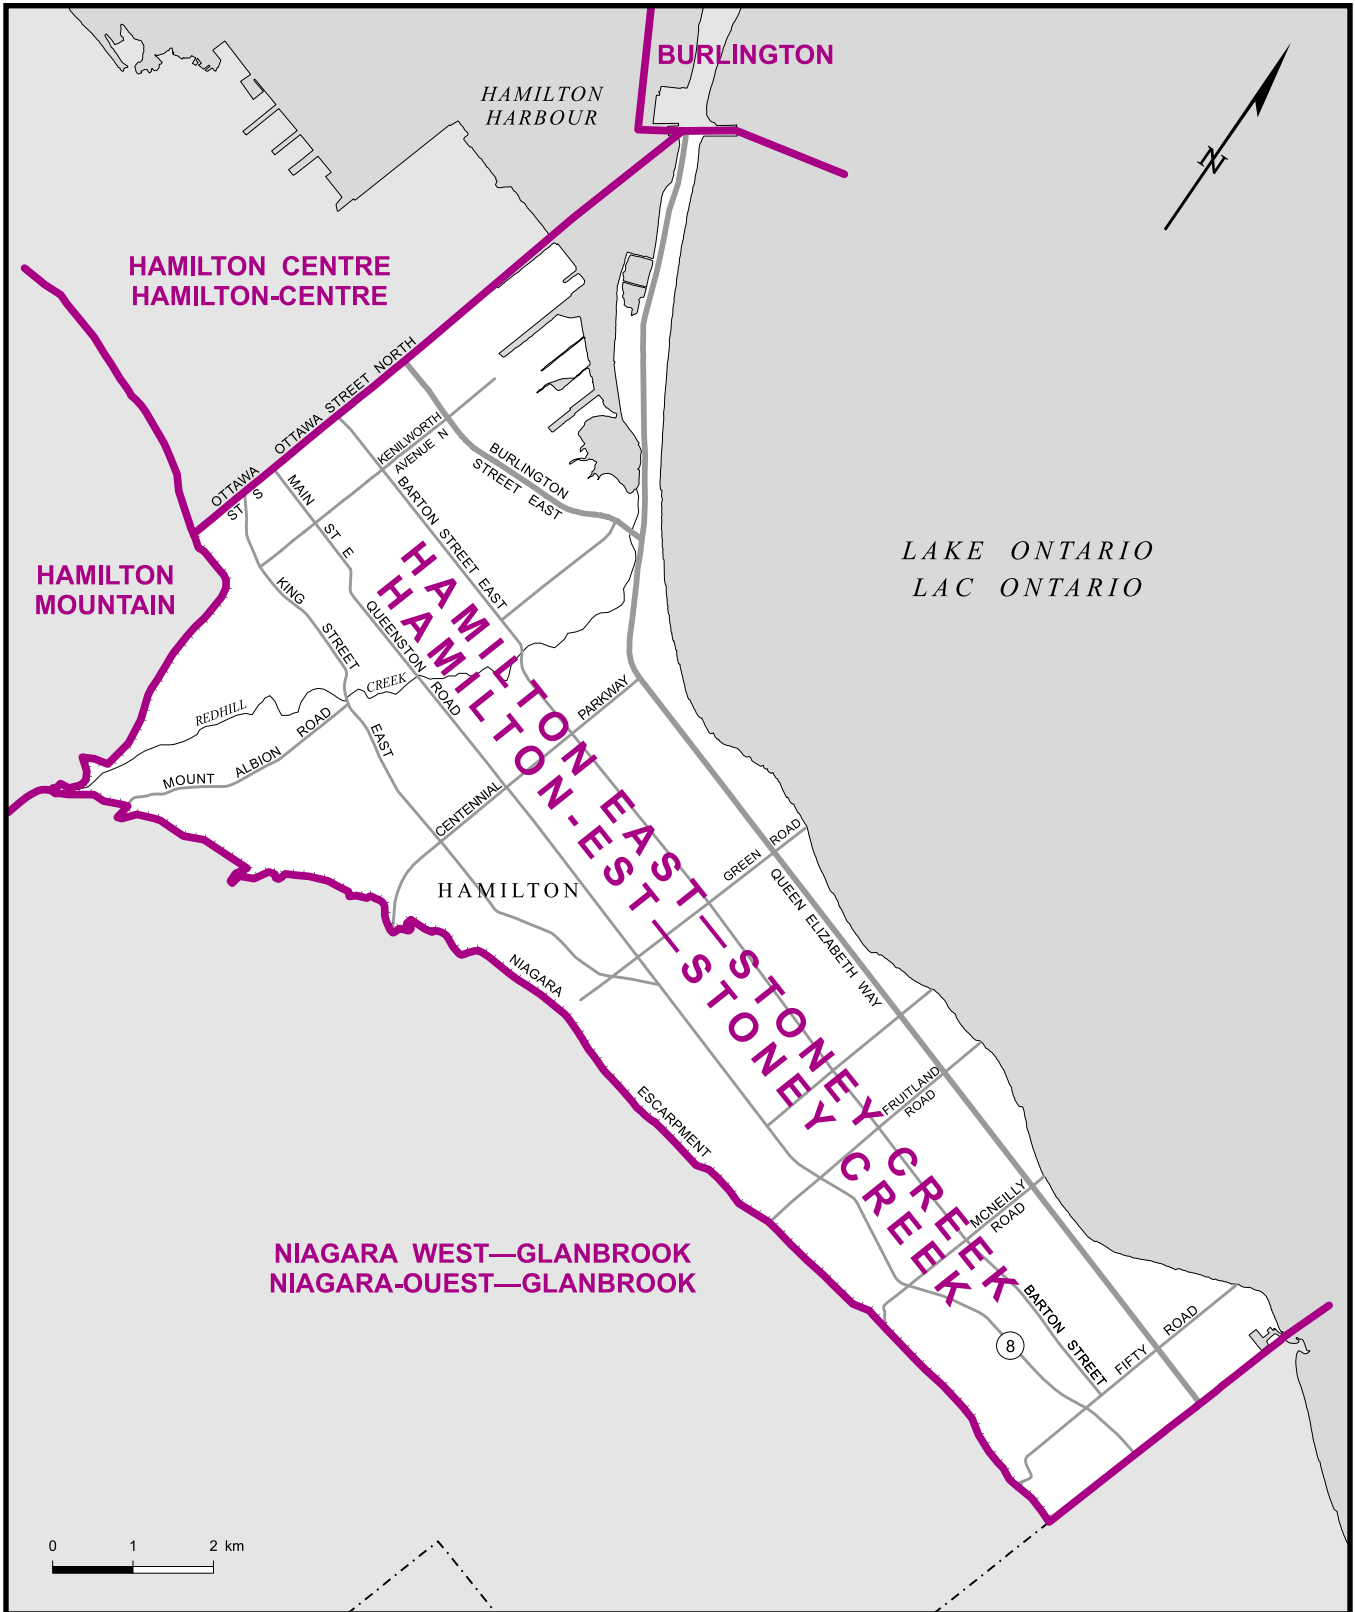 BURLINGTON
HAMILTON
HARBOUR
N
HAMILTON CENTRE
HAMILTON-CENTRE
OTTAWA STREET NORTH
KENILWORTH
AVENUE N
BURLINGTON
STREET EAST
OTTAWA
ST S
MAIN
ST E
BARTON STREET EAST
LAKE ONTARIO
LAC ONTARIO
HAMILTON
MOUNTAIN
KING
STREET
EAST
QUEENSTON
ROAD
REDHILL
CREEK
MOUNT ALBION ROAD
CENTENNIAL
PARKWAY
HAMILTON EAST—STONEY CREEK
HAMILTON-EST—STONEY CREEK
HAMILTON
GREEN ROAD
QUEEN ELIZABETH WAY
NIAGARA
ESCARPMENT
FRUITLAND
ROAD
MCNEILLY
ROAD
NIAGARA WEST—GLANBROOK
NIAGARA-OUEST—GLANBROOK
BARTON STREET
8
FIFTY ROAD
0 1 2 km